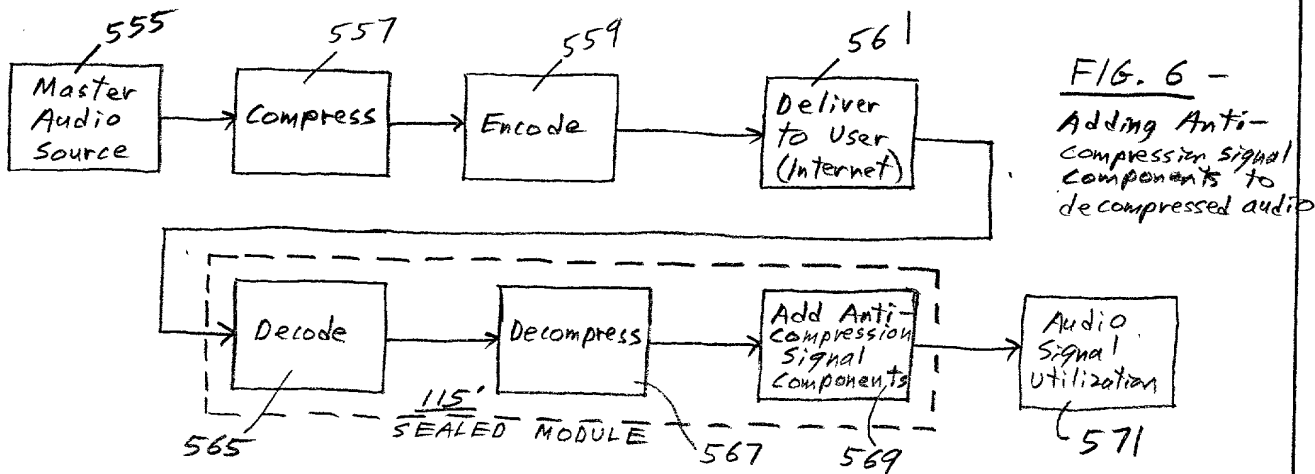 555
557
559
561
Master
Audio
Source
Compress
Encode
Deliver
to User
(Internet)
FIG. 6 -
Adding Anti-
compression signal
components to
decompressed audio
Decode
Decompress
Add Anti-
compression
Signal
Components
Audio
Signal
Utilization
115'
SEALED MODULE
565
567
569
571